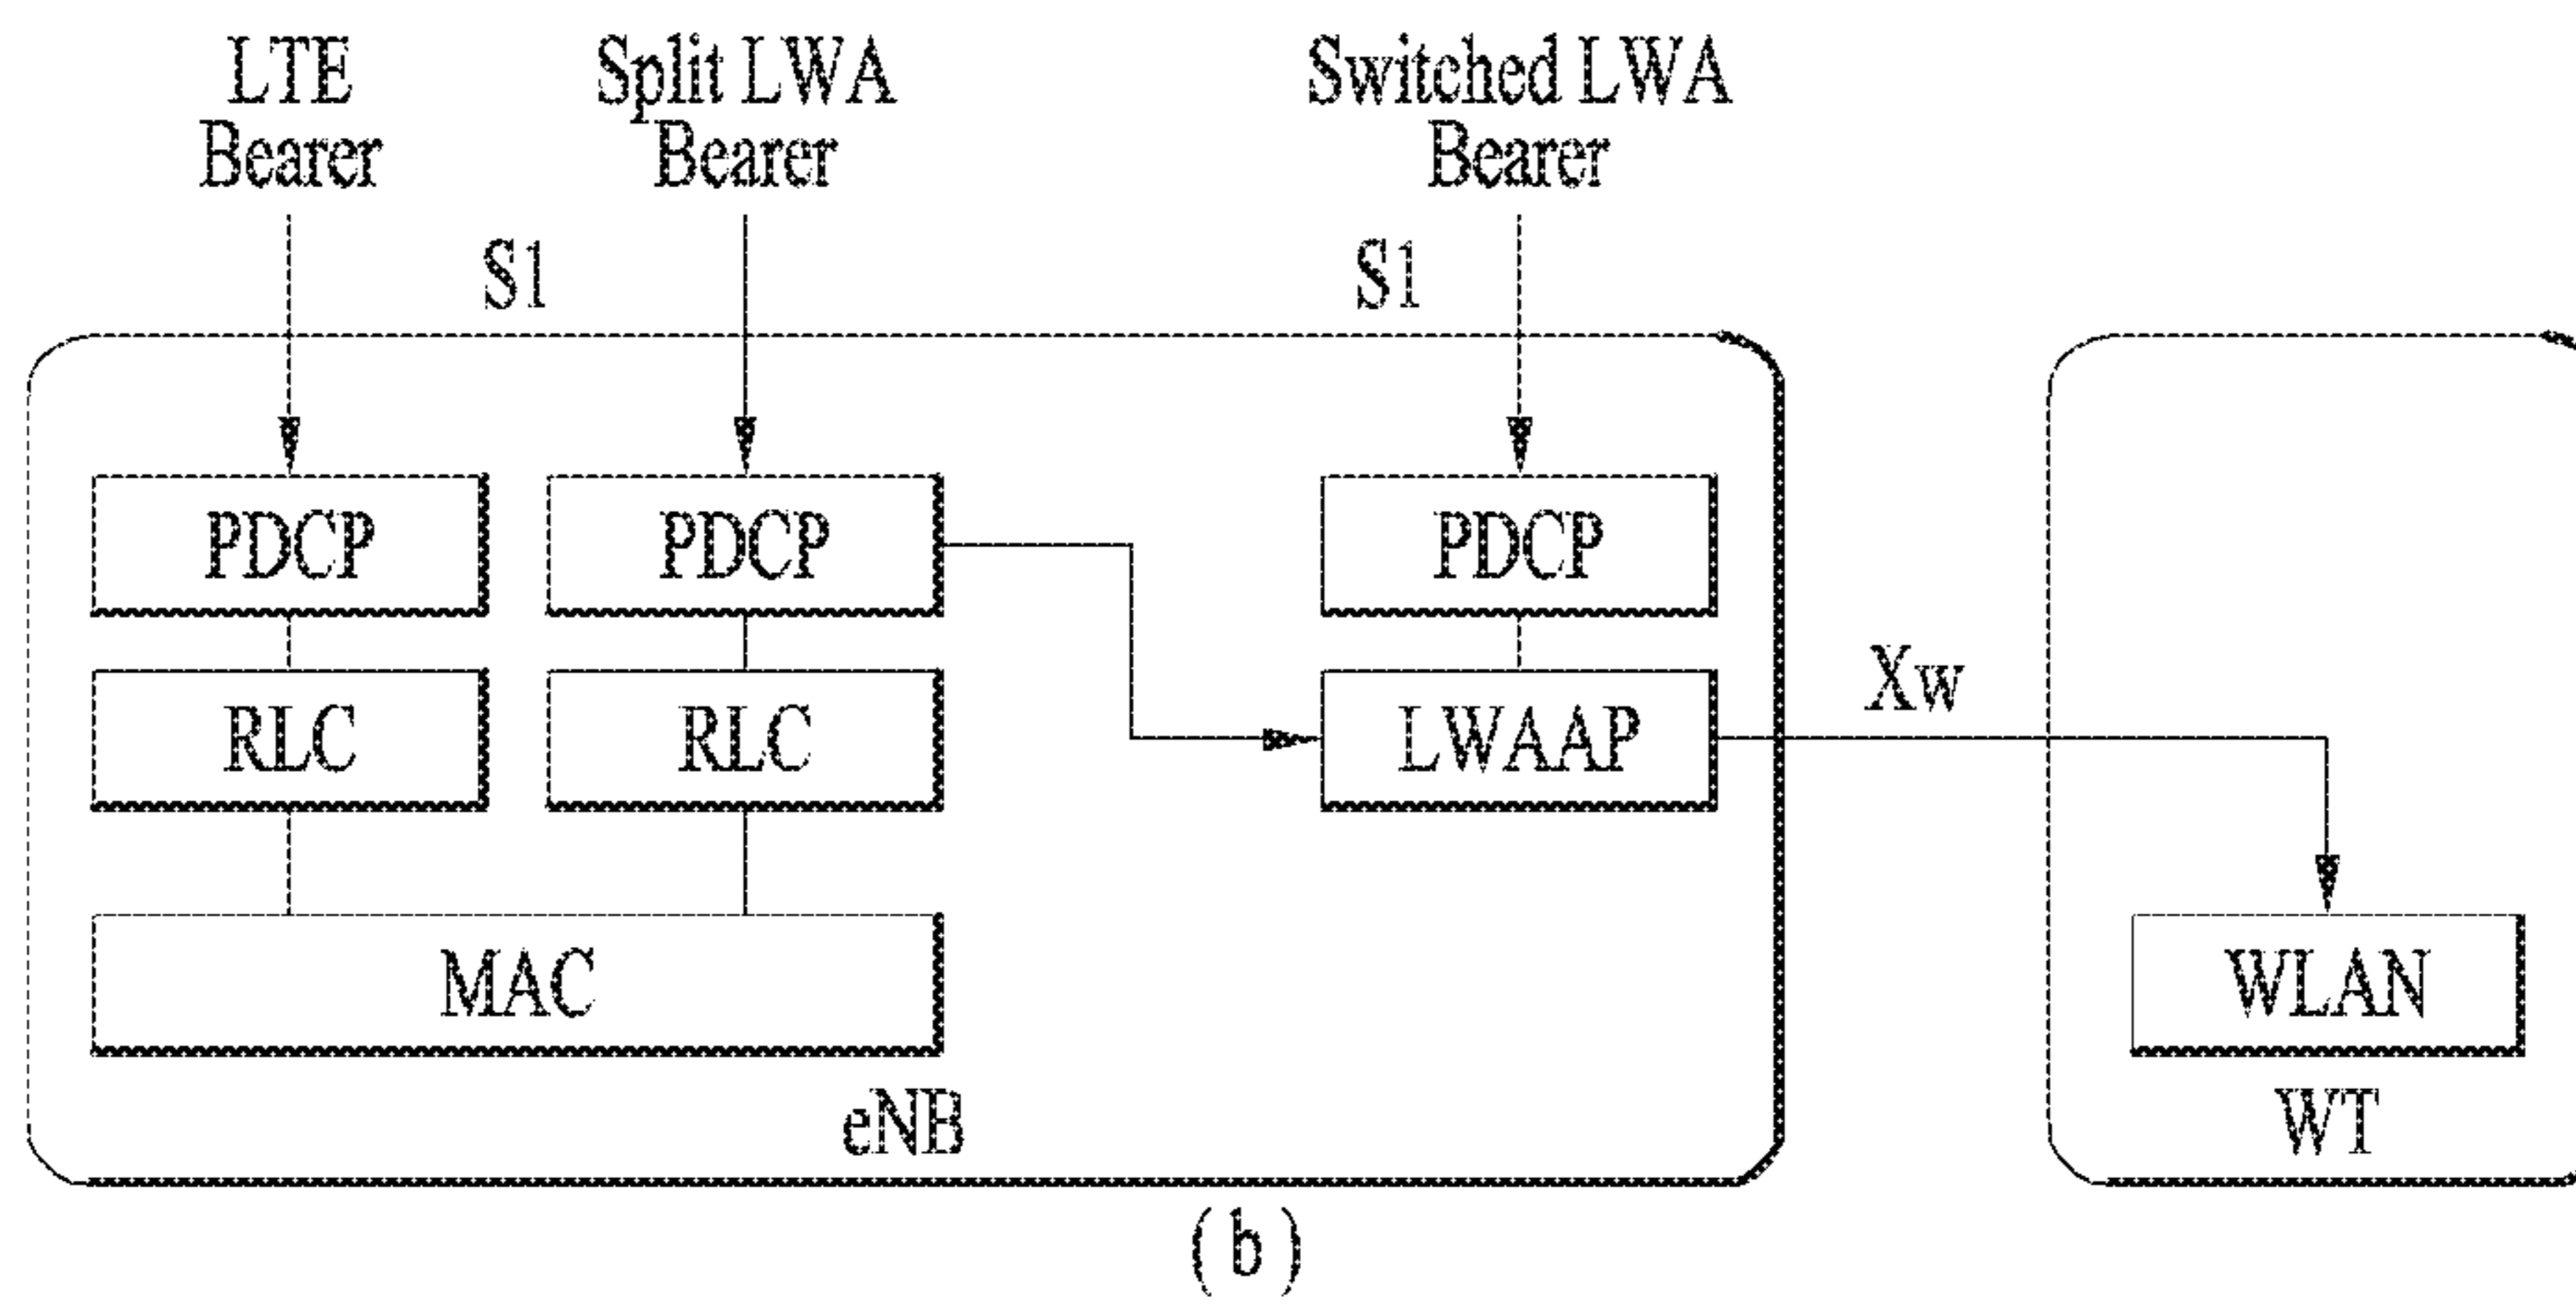 LTE
Bearer
Split LWA
Bearer
Switched LWA
Bearer
S1
S1
PDCP
PDCP
PDCP
RLC
RLC
LWAAP
Xw
MAC
WLAN
eNB
WT
( b )